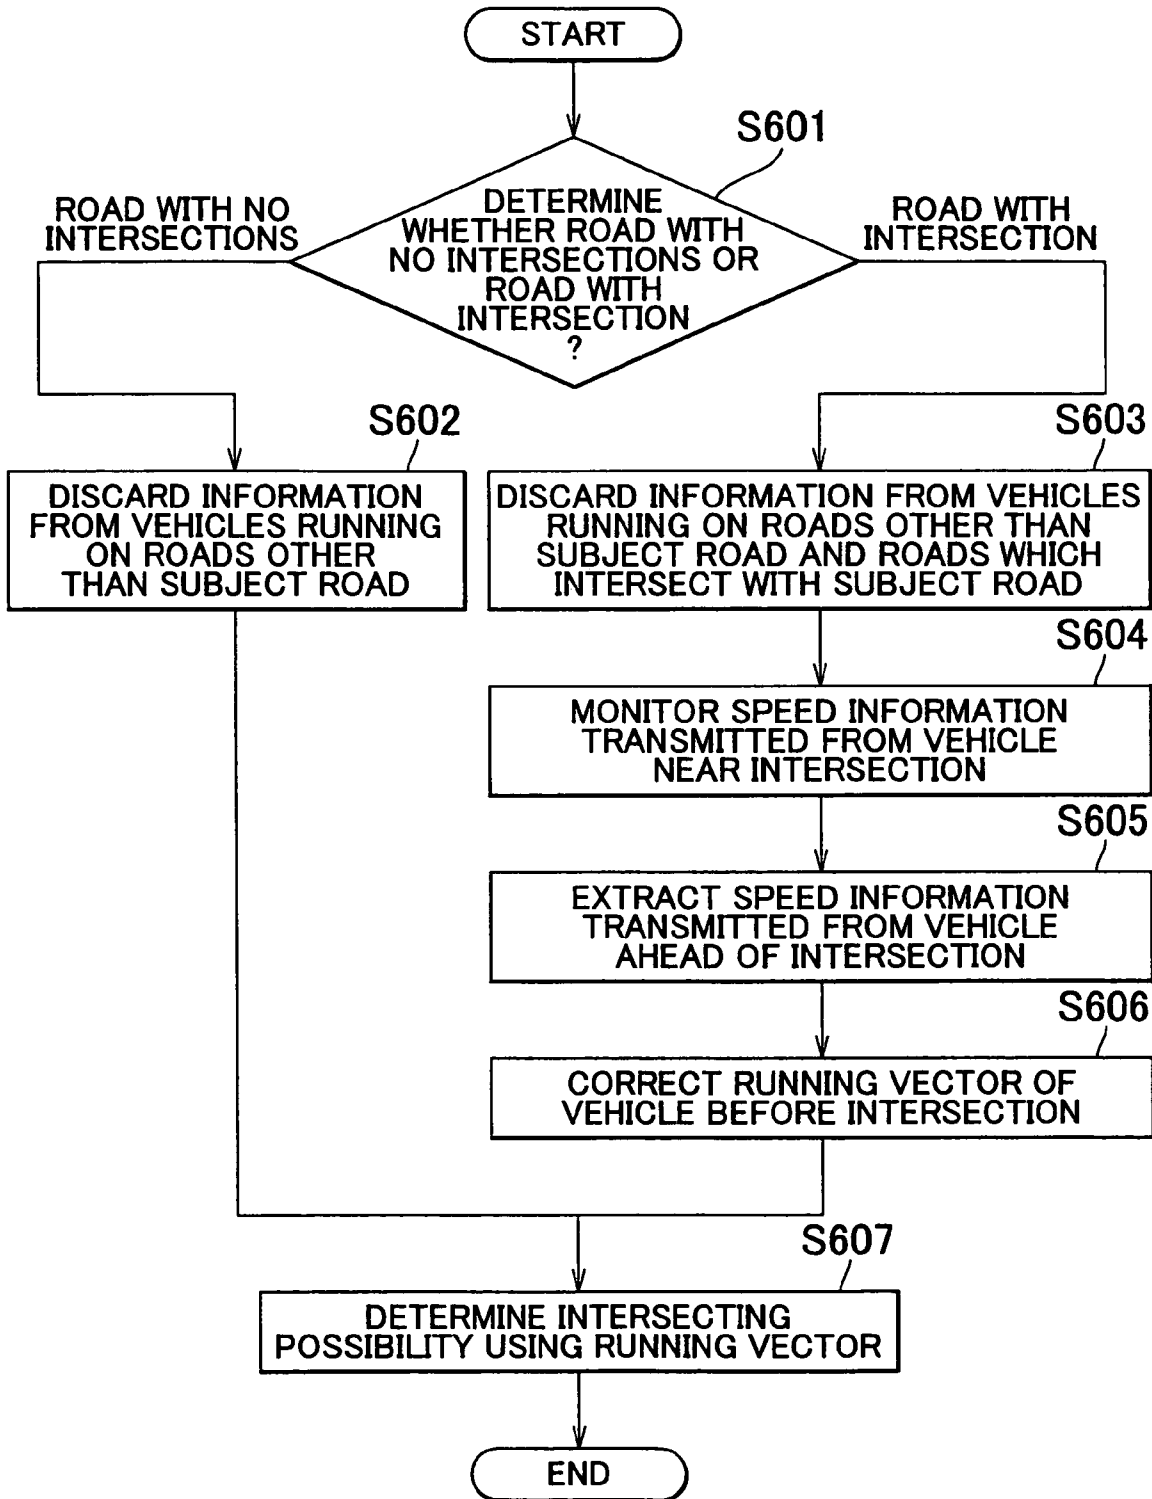 START
S601
DETERMINE
WHETHER ROAD WITH
NO INTERSECTIONS OR
ROAD WITH
INTERSECTION
?
ROAD WITH NO
INTERSECTIONS
ROAD WITH
INTERSECTION
S602
DISCARD INFORMATION
FROM VEHICLES RUNNING
ON ROADS OTHER
THAN SUBJECT ROAD
S603
DISCARD INFORMATION FROM VEHICLES
RUNNING ON ROADS OTHER THAN
SUBJECT ROAD AND ROADS WHICH
INTERSECT WITH SUBJECT ROAD
S604
MONITOR SPEED INFORMATION
TRANSMITTED FROM VEHICLE
NEAR INTERSECTION
S605
EXTRACT SPEED INFORMATION
TRANSMITTED FROM VEHICLE
AHEAD OF INTERSECTION
S606
CORRECT RUNNING VECTOR OF
VEHICLE BEFORE INTERSECTION
S607
DETERMINE INTERSECTING
POSSIBILITY USING RUNNING VECTOR
END